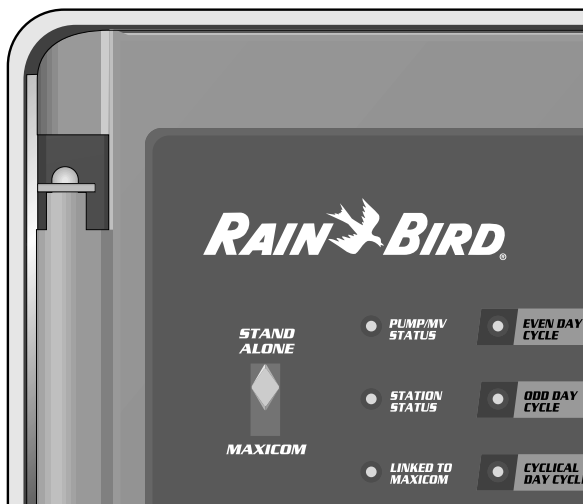 RAIN BIRD®
STAND
ALONE
MAXICOM
PUMP/MV
STATUS
STATION
STATUS
LINKED TO
MAXICOM
EVEN DAY
CYCLE
ODD DAY
CYCLE
CYCLICAL
DAY CYCL